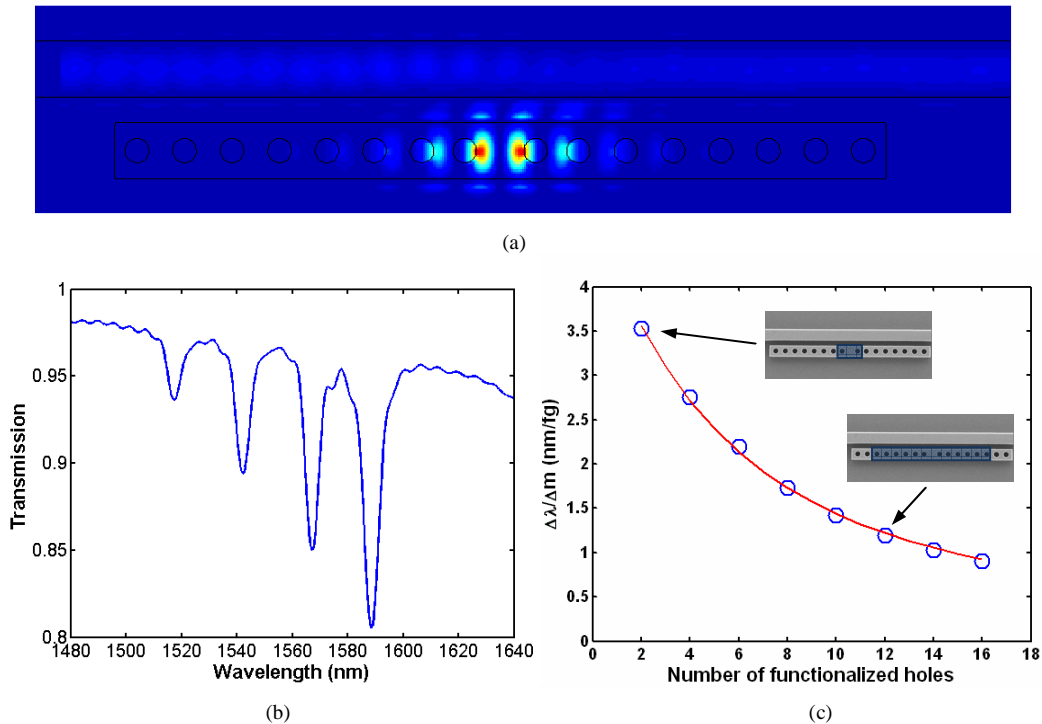 (a)
1
0.95
0.9
0.85
0.8
Transmission
1480 1500 1520 1540 1560 1580 1600 1620 1640
Wavelength (nm)
(b)
4
3.5
3
2.5
2
1.5
1
0.5
0
Δλ/Δm (nm/fg)
0 2 4 6 8 10 12 14 16 18
Number of functionalized holes
(c)